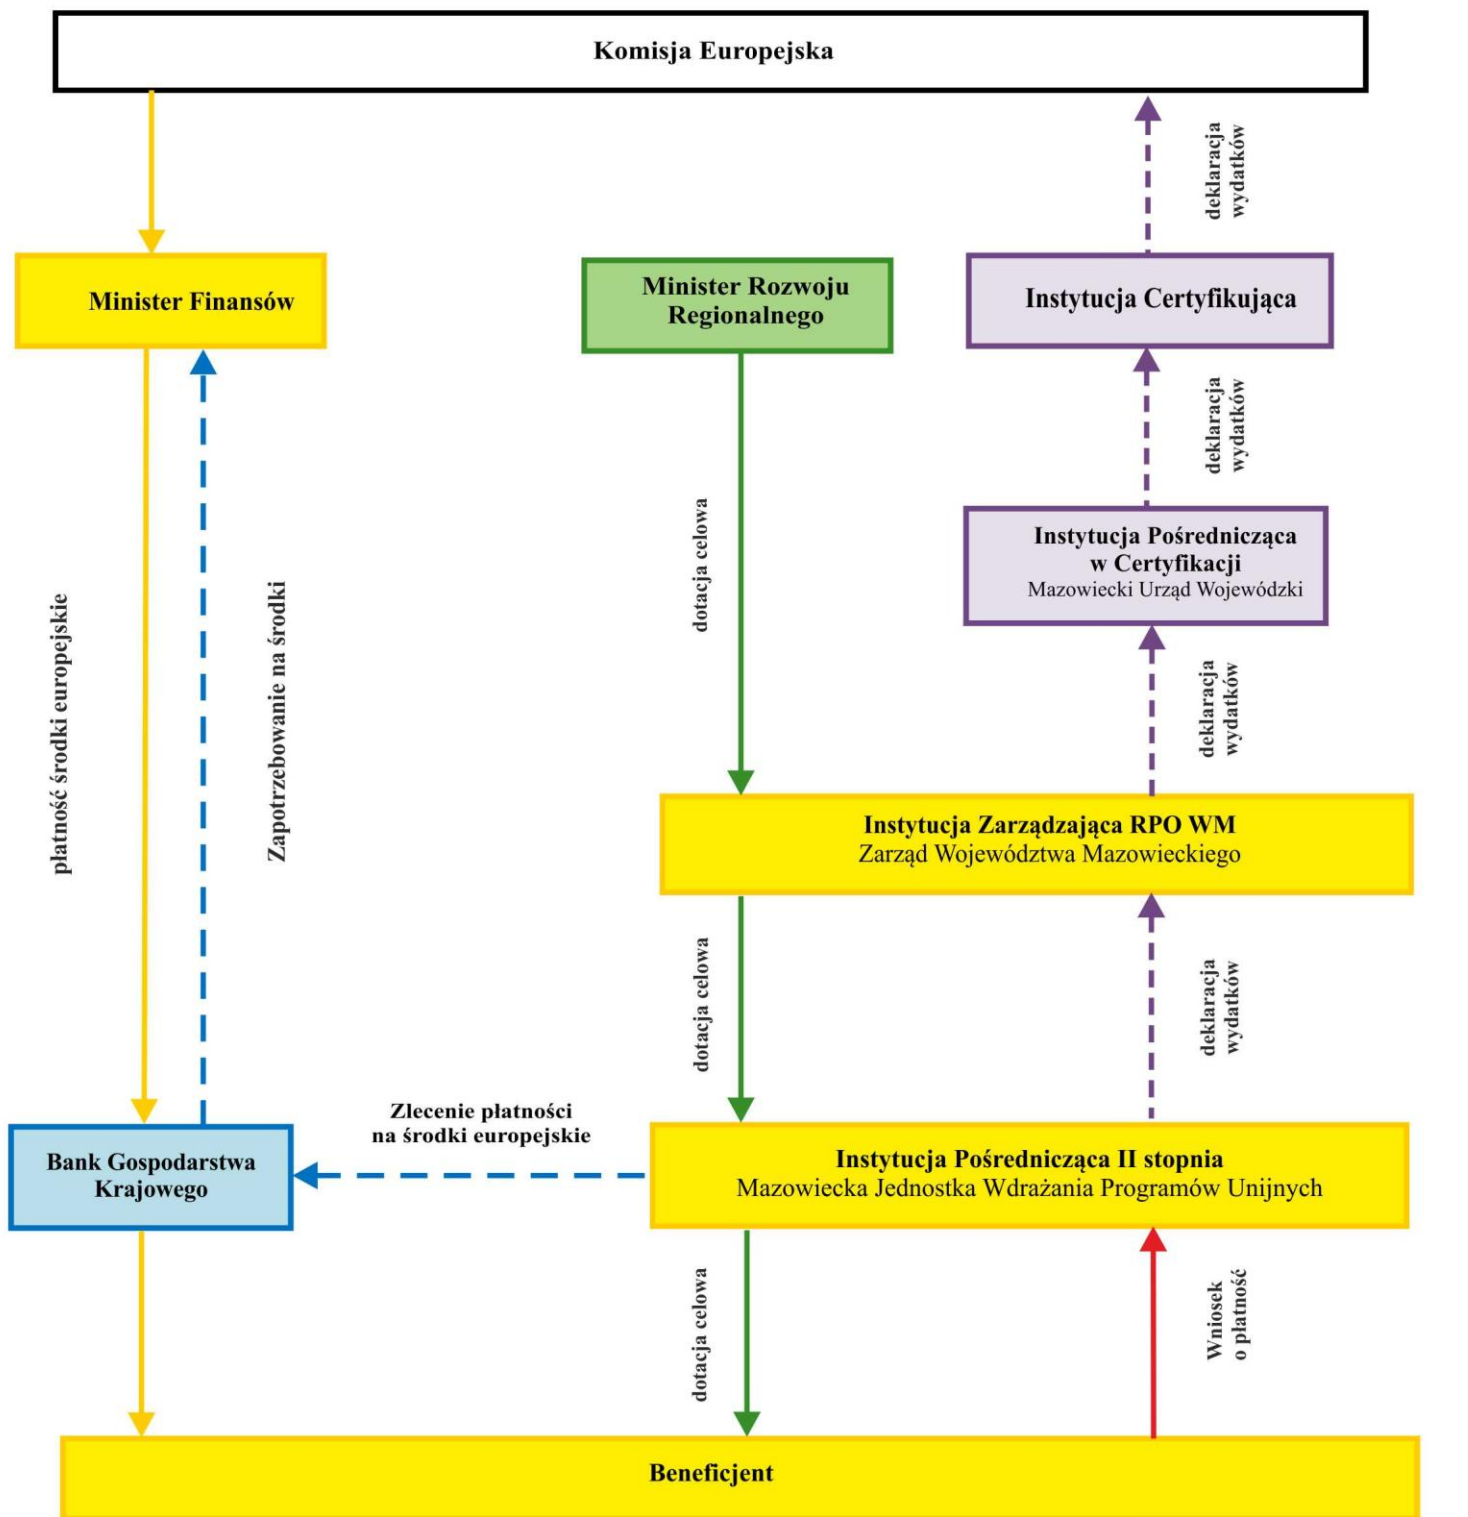 Komisja Europejska
deklaracja
wydatków
Minister Finansów
Minister Rozwoju
Regionalnego
Instytucja Certyfikująca
deklaracja
wydatków
Instytucja Pośrednicząca
w Certyfikacji
Mazowiecki Urząd Wojewódzki
dotacja celowa
płatność środki europejskie
Zapotrzebowanie na środki
deklaracja
wydatków
Instytucja Zarządzająca RPO WM
Zarząd Województwa Mazowieckiego
dotacja celowa
deklaracja
wydatków
Zlecenie płatności
na środki europejskie
Bank Gospodarstwa
Krajowego
Instytucja Pośrednicząca II stopnia
Mazowiecka Jednostka Wdrażania Programów Unijnych
dotacja celowa
Wniosek
o płatność
Beneficjent